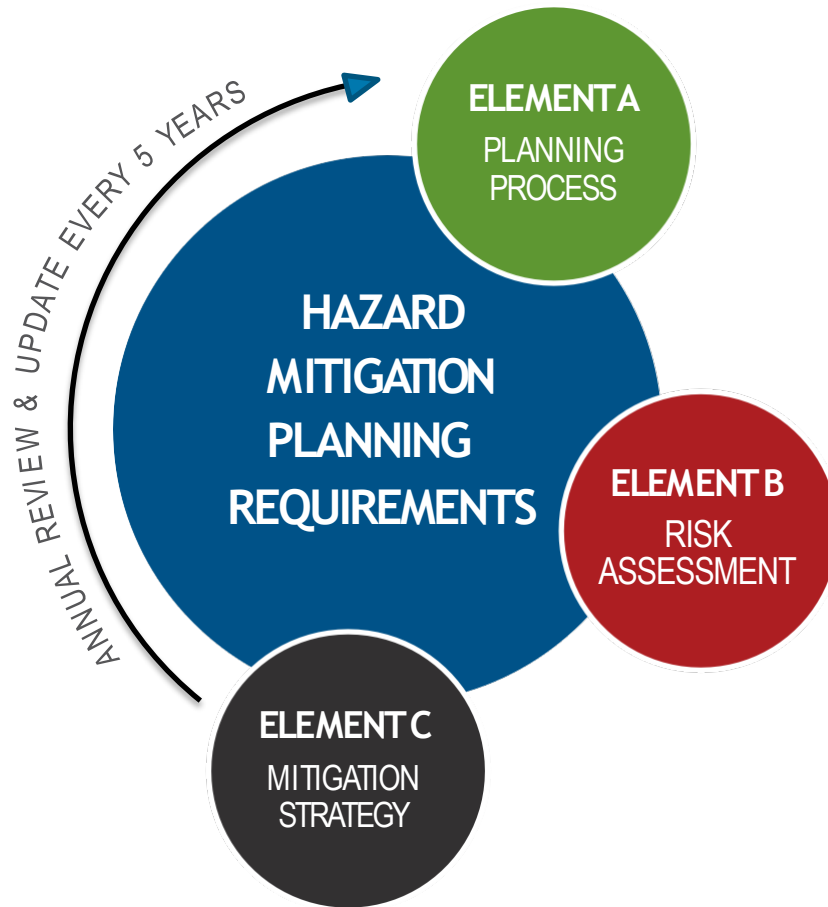 ANNUAL REVIEW & UPDATE EVERY 5 YEARS
ELEMENT A
PLANNING
PROCESS
HAZARD
MITIGATION
PLANNING
REQUIREMENTS
ELEMENT B
RISK
ASSESSMENT
ELEMENT C
MITIGATION
STRATEGY